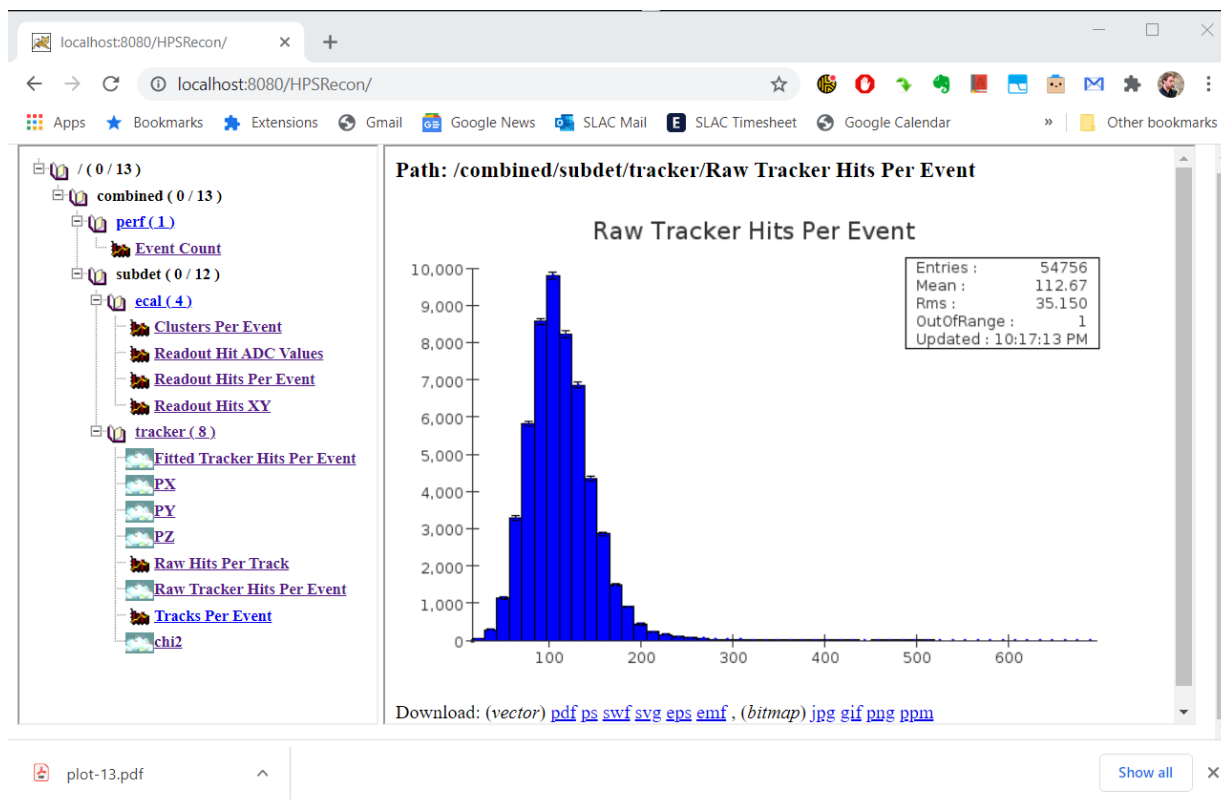 localhost:8080/HPSRecon/
localhost:8080/HPSRecon/
Apps Bookmarks Extensions Gmail Google News SLAC Mail SLAC Timesheet Google Calendar » Other bookmarks
/ ( 0 / 13 )
combined ( 0 / 13 )
perf ( 1 )
Event Count
subdet ( 0 / 12 )
ecal ( 4 )
Clusters Per Event
Readout Hit ADC Values
Readout Hits Per Event
Readout Hits XY
tracker ( 8 )
Fitted Tracker Hits Per Event
PX
PY
PZ
Raw Hits Per Track
Raw Tracker Hits Per Event
Tracks Per Event
chi2
Path: /combined/subdet/tracker/Raw Tracker Hits Per Event
Raw Tracker Hits Per Event
Entries : 54756
Mean : 112.67
Rms : 35.150
OutOfRange : 1
Updated : 10:17:13 PM
10,000
9,000
8,000
7,000
6,000
5,000
4,000
3,000
2,000
1,000
0
100 200 300 400 500 600
Download: (vector) pdf ps swf svg eps emf , (bitmap) jpg gif png ppm
plot-13.pdf
Show all